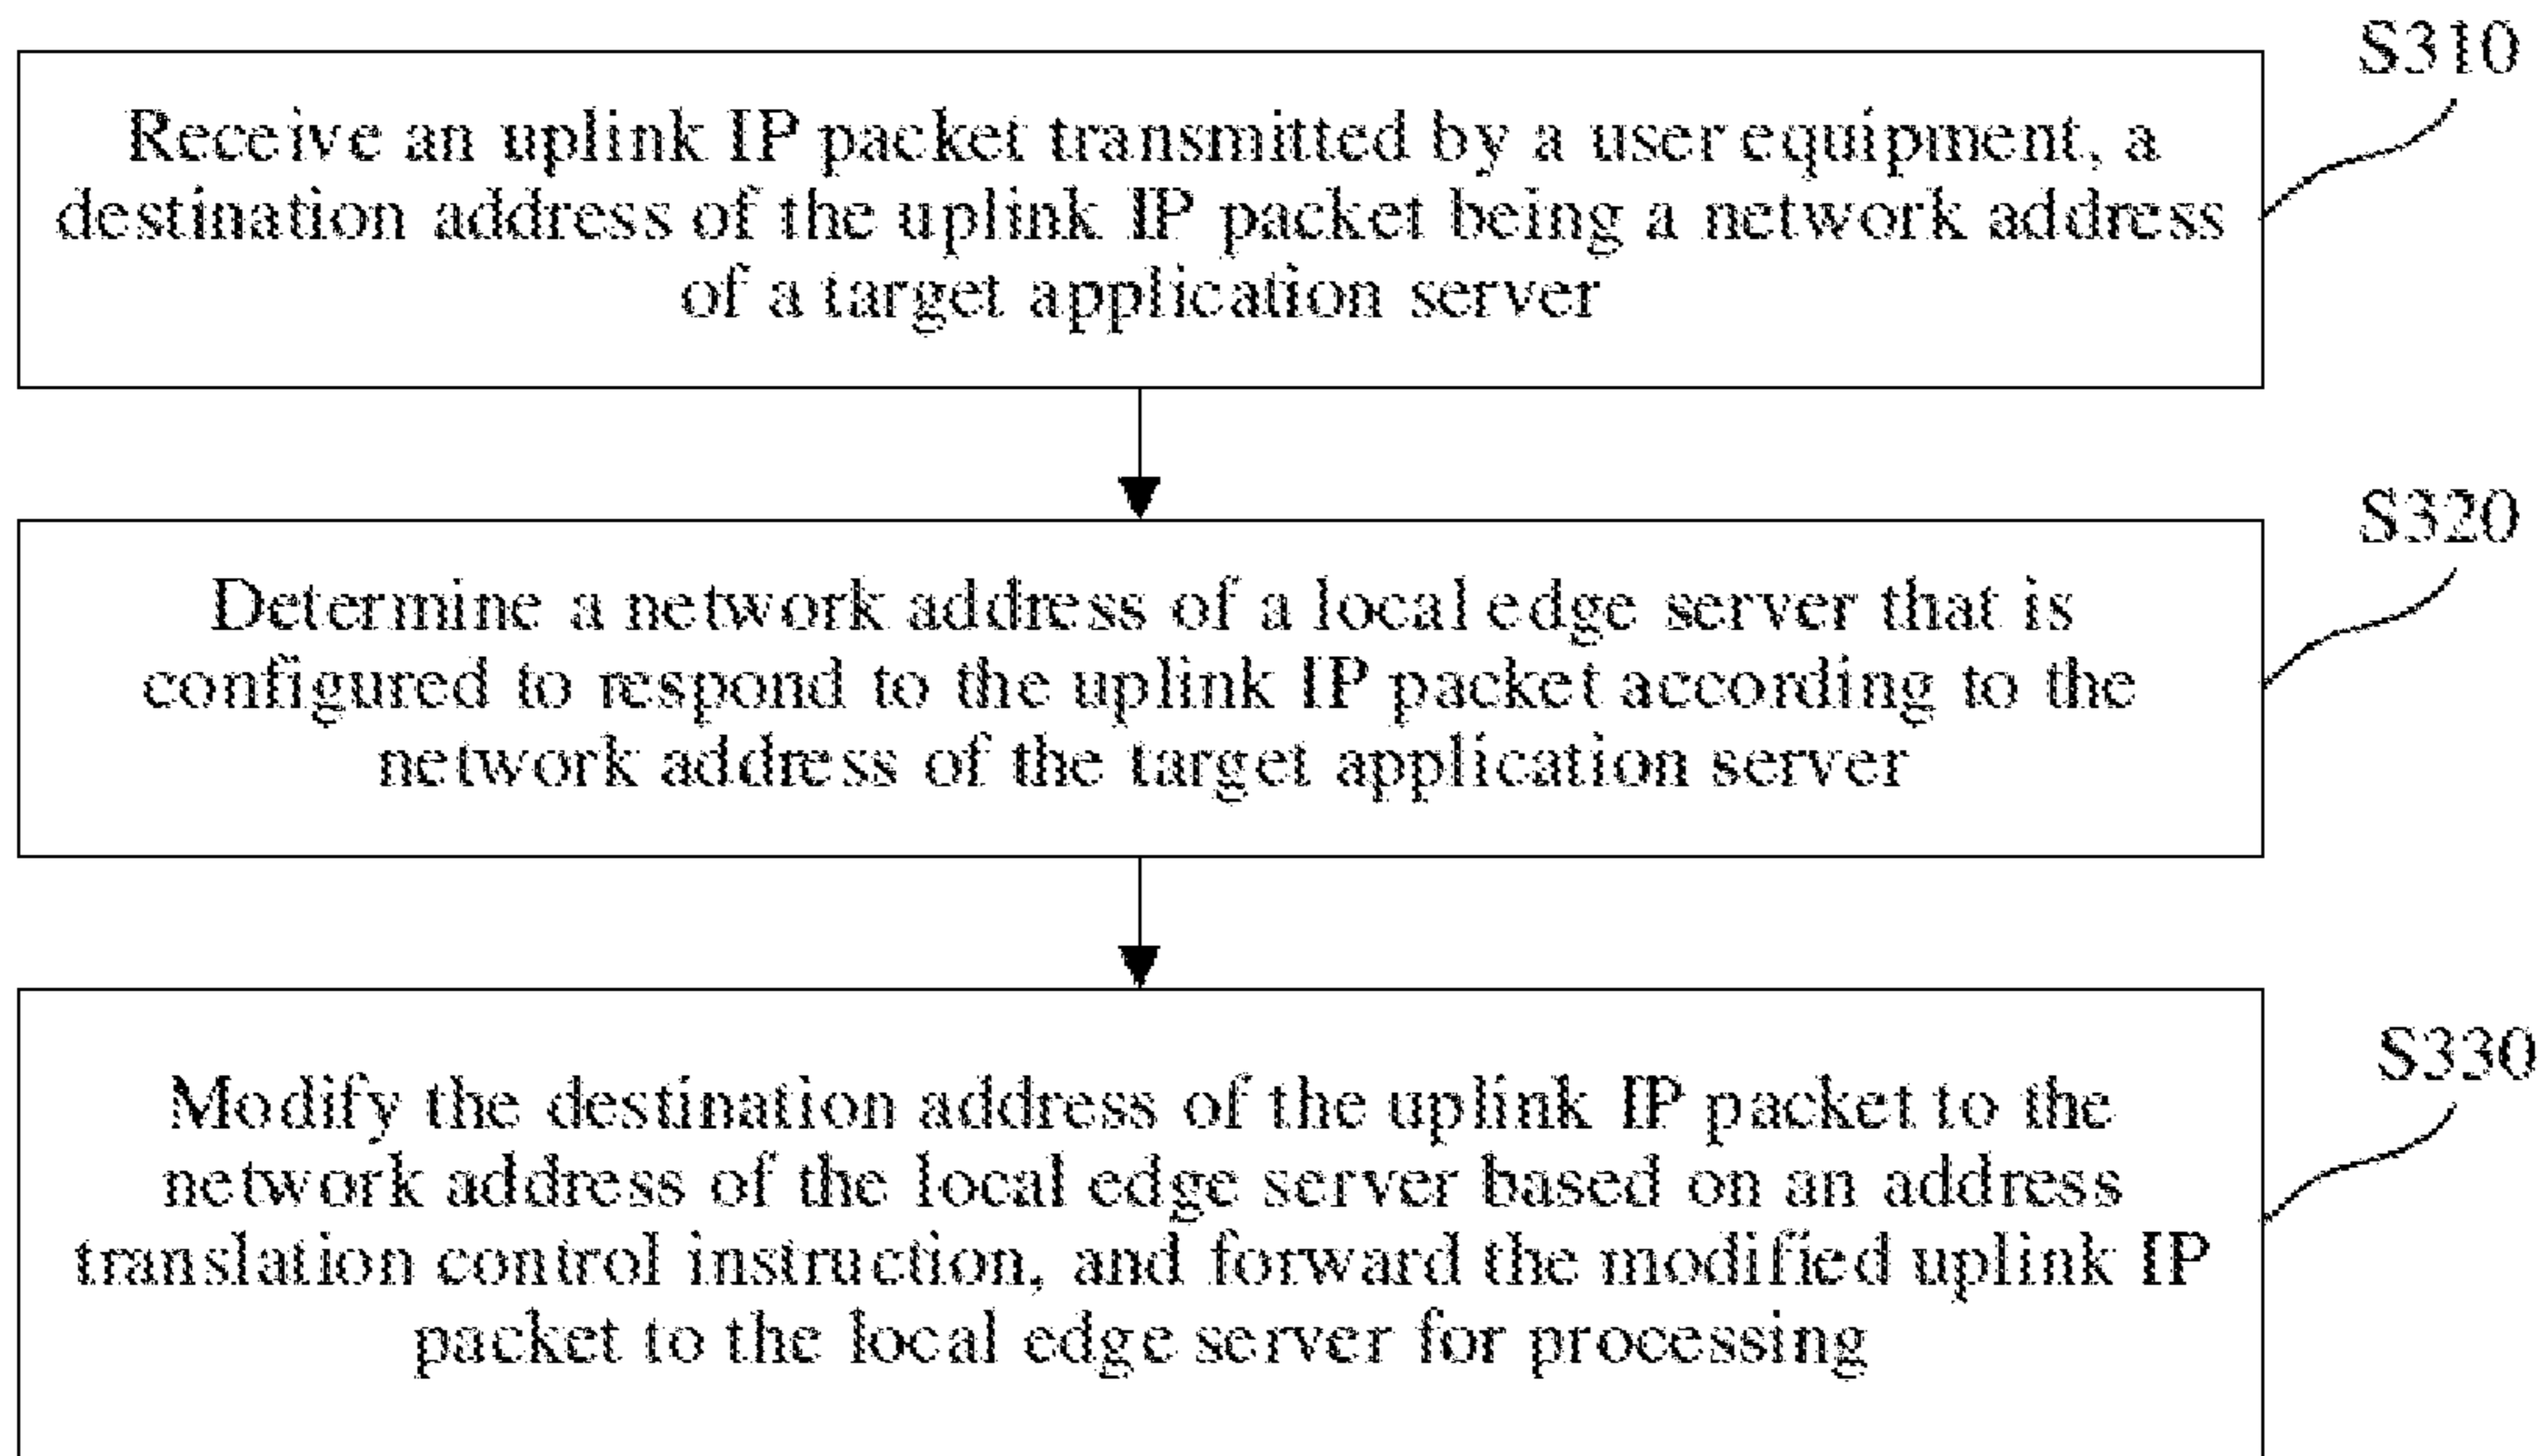 S310
Receive an uplink IP packet transmitted by a user equipment, a
destination address of the uplink IP packet being a network address
of a target application server
S320
Determine a network address of a local edge server that is
configured to respond to the uplink IP packet according to the
network address of the target application server
S330
Modify the destination address of the uplink IP packet to the
network address of the local edge server based on an address
translation control instruction, and forward the modified uplink IP
packet to the local edge server for processing